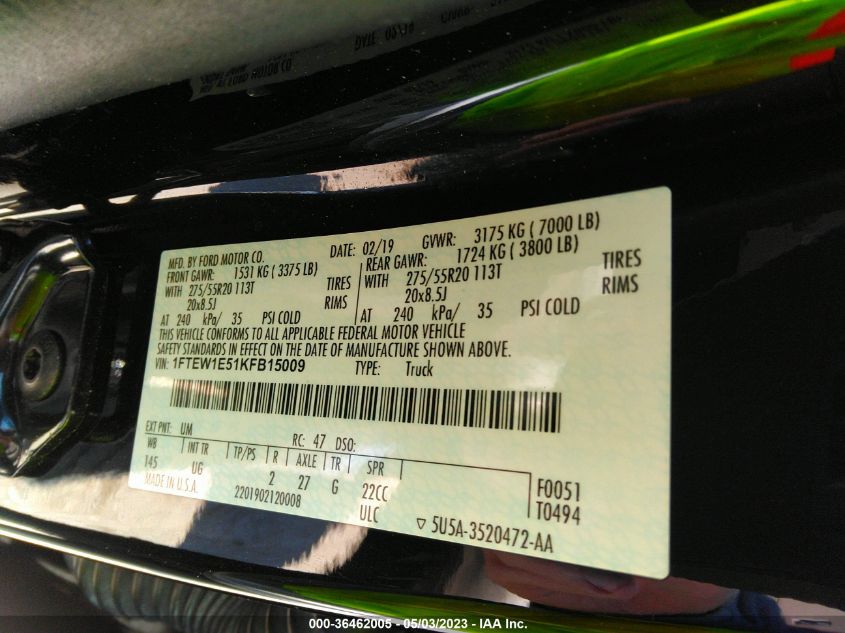 MFD. BY FORD MOTOR CO. DATE: 02/19 GVWR: 3175 KG ( 7000 LB)
FRONT GAWR: 1531 KG ( 3375 LB) REAR GAWR: 1724 KG ( 3800 LB)
WITH 275/55R20 113T TIRES WITH 275/55R20 113T TIRES
20x8.5J RIMS 20x8.5J RIMS
AT 240 kPa/ 35 PSI COLD AT 240 kPa/ 35 PSI COLD
THIS VEHICLE CONFORMS TO ALL APPLICABLE FEDERAL MOTOR VEHICLE
SAFETY STANDARDS IN EFFECT ON THE DATE OF MANUFACTURE SHOWN ABOVE.
VIN: 1FTEW1E51KFB15009 TYPE: Truck
EXT PNT: UM RC: 47 DSO:
WB INT TR TP/PS R AXLE TR SPR
145 UG 2 27 G 22CC F0051
MADE IN U.S.A. 2201902120008 ULC T0494
▽ 5U5A-3520472-AA
000-36462005 - 05/03/2023 - IAA Inc.